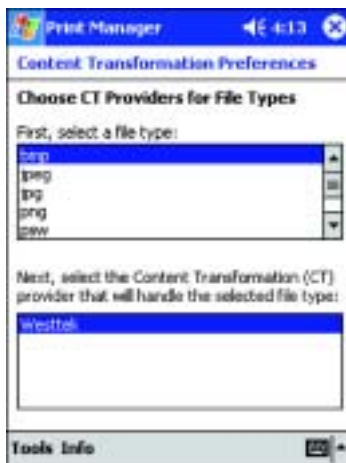 Print Manager 4:13
Content Transformation Preferences
Choose CT Providers for File Types
First, select a file type:
bmp
jpeg
jpg
png
psw
Next, select the Content Transformation (CT)
provider that will handle the selected file type:
Westtek
Tools Info